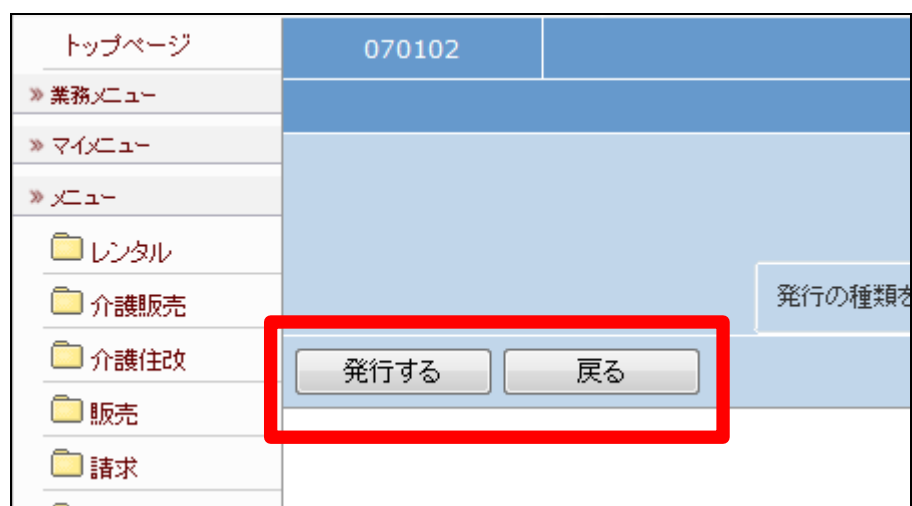 トップページ
070102
» 業務メニュー
» マイメニュー
» メニュー
レンタル
介護販売
発行の種類を
介護住改
発行する
戻る
販売
請求